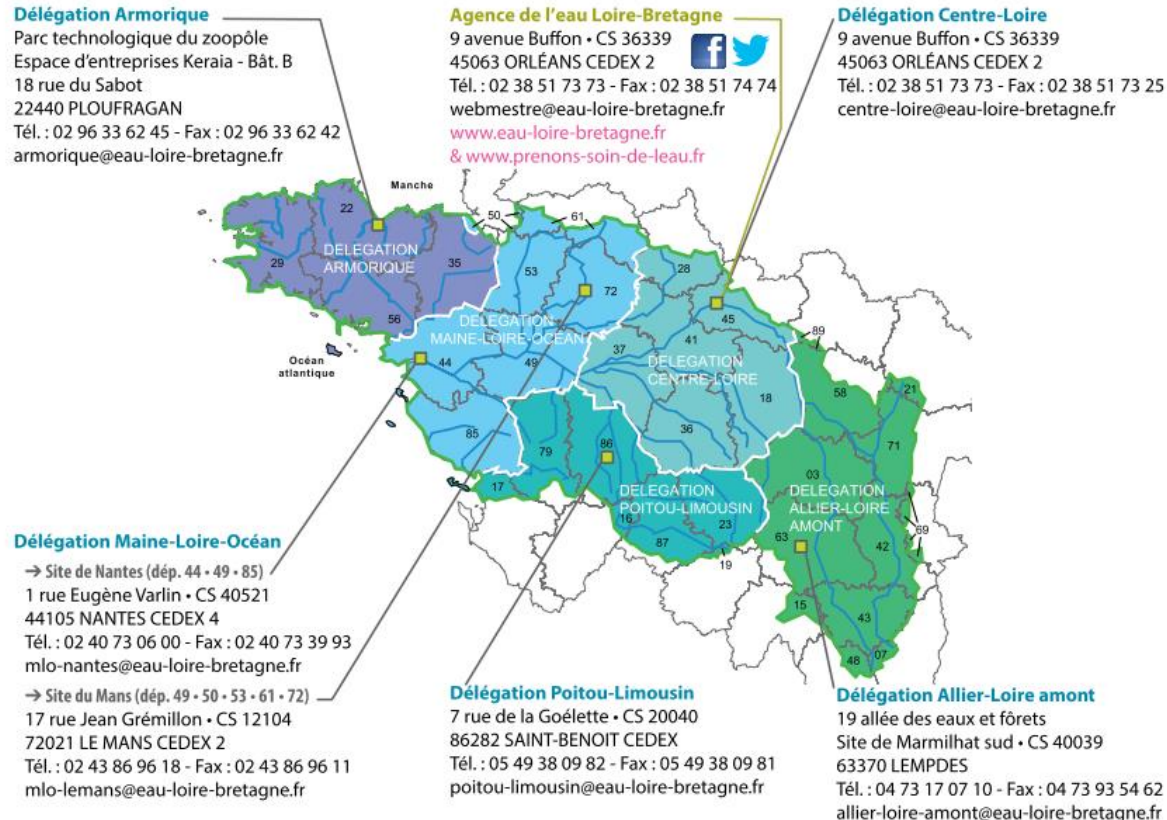 Délégation Armorique
Parc technologique du zoopôle
Espace d'entreprises Keraia - Bât. B
18 rue du Sabot
22440 PLOUFRAGAN
Tél. : 02 96 33 62 45 - Fax : 02 96 33 62 42
armorique@eau-loire-bretagne.fr
Agence de l'eau Loire-Bretagne
9 avenue Buffon • CS 36339
45063 ORLÉANS CEDEX 2
Tél. : 02 38 51 73 73 - Fax : 02 38 51 74 74
webmestre@eau-loire-bretagne.fr
www.eau-loire-bretagne.fr
& www.prenons-soin-de-leau.fr
Délégation Centre-Loire
9 avenue Buffon • CS 36339
45063 ORLÉANS CEDEX 2
Tél. : 02 38 51 73 73 - Fax : 02 38 51 73 25
centre-loire@eau-loire-bretagne.fr
Manche
22
50
61
DELEGATION
ARMORIQUE
29
35
53
28
72
45
56
DELEGATION
MAINE-LOIRE-OCÉAN
41
89
Océan
atlantique
44
49
37
DELEGATION
CENTRE-LOIRE
58
21
18
85
36
79
86
71
03
17
DELEGATION
POITOU-LIMOUSIN
DELEGATION
ALLIER-LOIRE
AMONT
16
23
87
19
63
42
69
15
43
48
07
Délégation Maine-Loire-Océan
→ Site de Nantes (dép. 44 • 49 • 85)
1 rue Eugène Varlin • CS 40521
44105 NANTES CEDEX 4
Tél. : 02 40 73 06 00 - Fax : 02 40 73 39 93
mlo-nantes@eau-loire-bretagne.fr
→ Site du Mans (dép. 49 • 50 • 53 • 61 • 72)
17 rue Jean Grémillon • CS 12104
72021 LE MANS CEDEX 2
Tél. : 02 43 86 96 18 - Fax : 02 43 86 96 11
mlo-lemans@eau-loire-bretagne.fr
Délégation Poitou-Limousin
7 rue de la Goélette • CS 20040
86282 SAINT-BENOIT CEDEX
Tél. : 05 49 38 09 82 - Fax : 05 49 38 09 81
poitou-limousin@eau-loire-bretagne.fr
Délégation Allier-Loire amont
19 allée des eaux et fôrets
Site de Marmilhat sud • CS 40039
63370 LEMPDES
Tél. : 04 73 17 07 10 - Fax : 04 73 93 54 62
allier-loire-amont@eau-loire-bretagne.fr